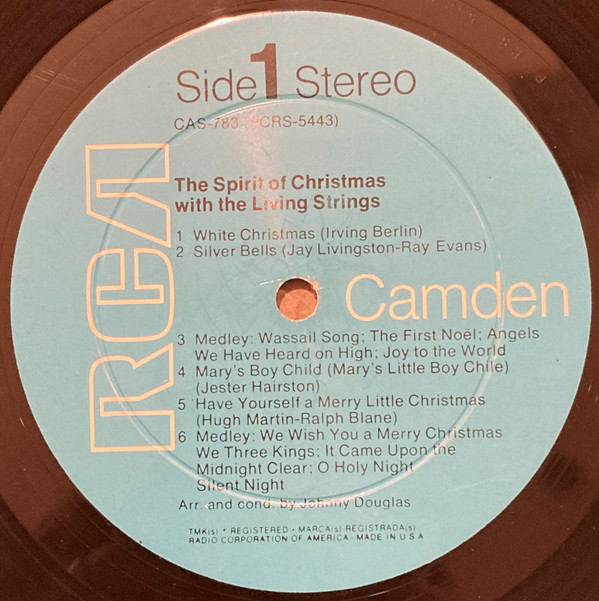 Side 1 Stereo
CAS-783 (PCRS-5443)
RCA
The Spirit of Christmas
with the Living Strings
1 White Christmas (Irving Berlin)
2 Silver Bells (Jay Livingston-Ray Evans)
Camden
3 Medley: Wassail Song; The First Noël; Angels
We Have Heard on High; Joy to the World
4 Mary's Boy Child (Mary's Little Boy Chile)
(Jester Hairston)
5 Have Yourself a Merry Little Christmas
(Hugh Martin-Ralph Blane)
6 Medley: We Wish You a Merry Christmas
We Three Kings: It Came Upon the
Midnight Clear; O Holy Night
Silent Night
Arr. and cond. by Johnny Douglas
TMK(s) • REGISTERED • MARCA(s) REGISTRADA(s)
RADIO CORPORATION OF AMERICA–MADE IN U.S.A